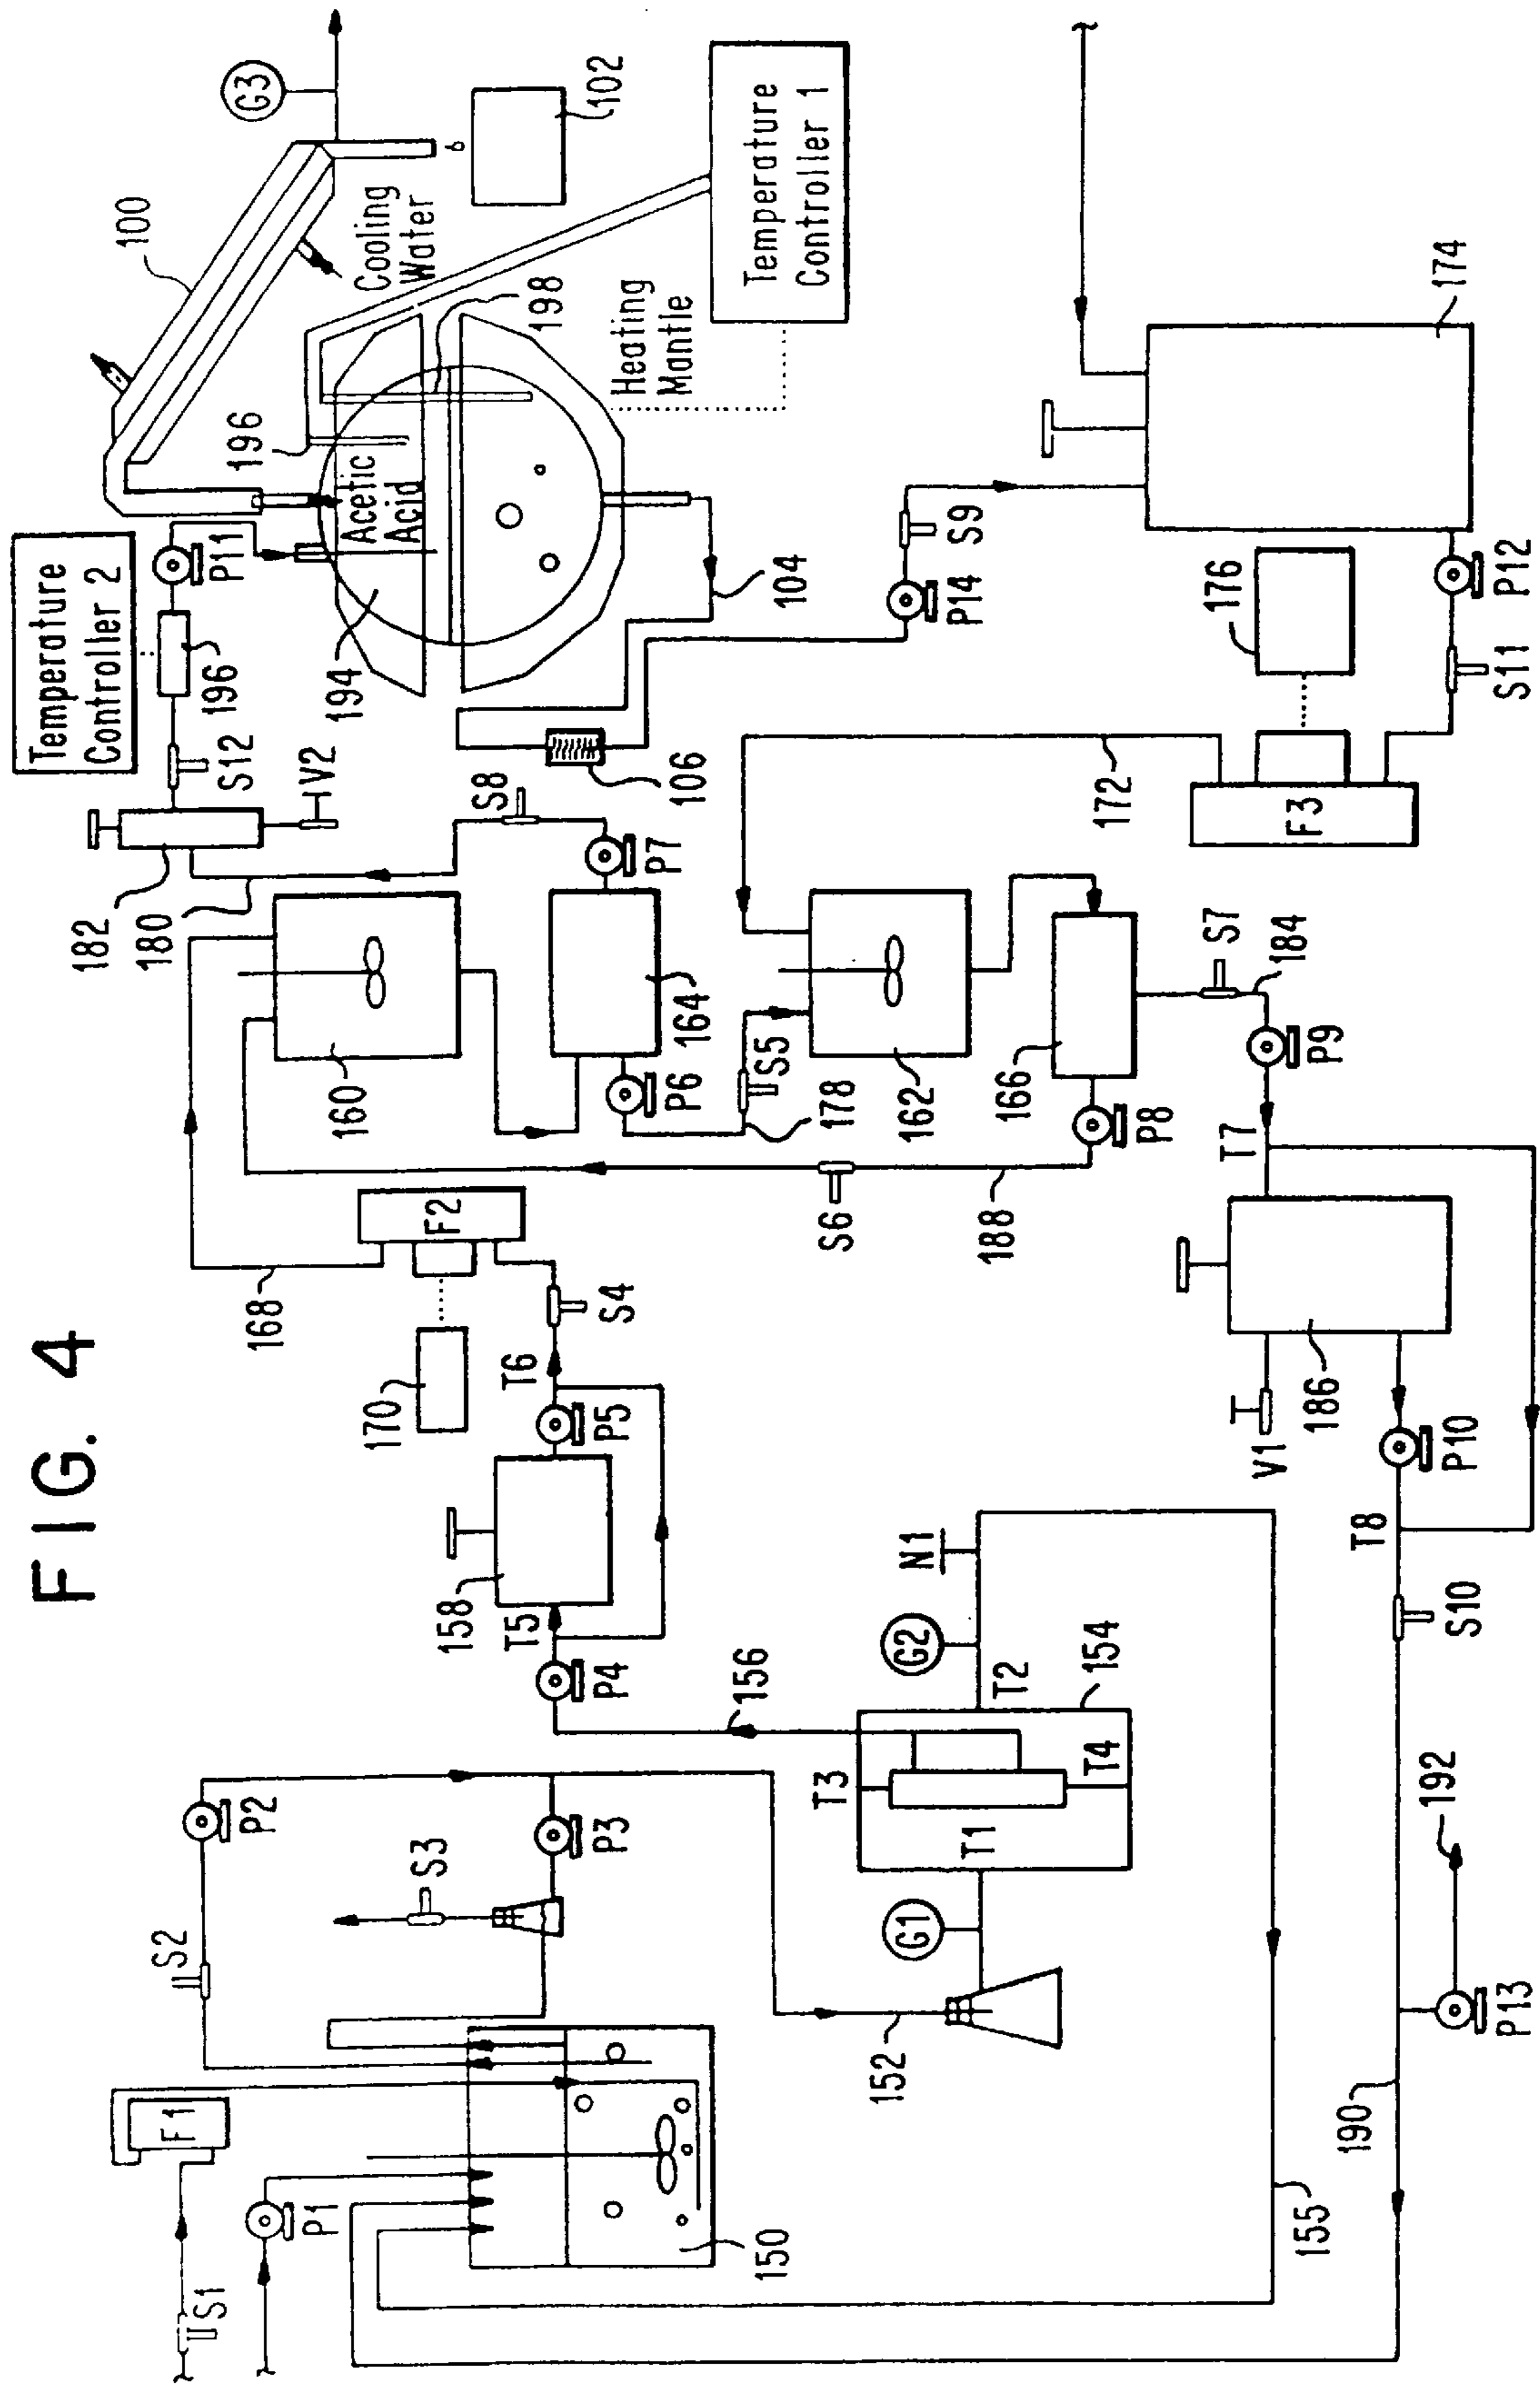 FIG. 4
Temperature
Controller 2
Temperature
Controller 1
Cooling
Water
Heating
Mantle
Acetic
Acid
G3
100
102
196
198
194
104
106
P11
196
S12
V2
182
180
S8
P7
160
164
P6
S5
178
162
166
S7
184
P9
P8
T7
S6
188
168
F2
170
S4
T6
P5
158
T5
P4
156
P14
S9
174
176
P12
S11
F3
172
186
V1
P10
T8
S10
N1
G2
T2
154
T3
T4
T1
G1
152
P2
S3
P3
S2
F1
P1
S1
150
155
190
192
P13